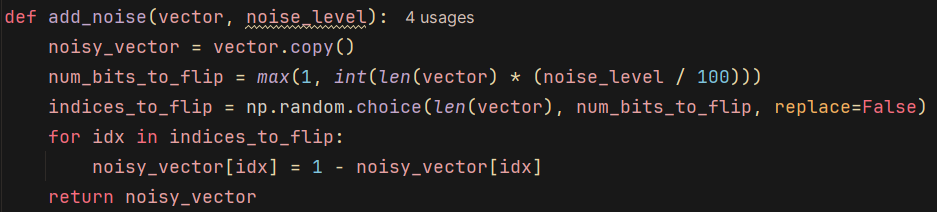 def add_noise(vector, noise_level): 4 usages
    noisy_vector = vector.copy()
    num_bits_to_flip = max(1, int(len(vector) * (noise_level / 100)))
    indices_to_flip = np.random.choice(len(vector), num_bits_to_flip, replace=False)
    for idx in indices_to_flip:
        noisy_vector[idx] = 1 - noisy_vector[idx]
    return noisy_vector